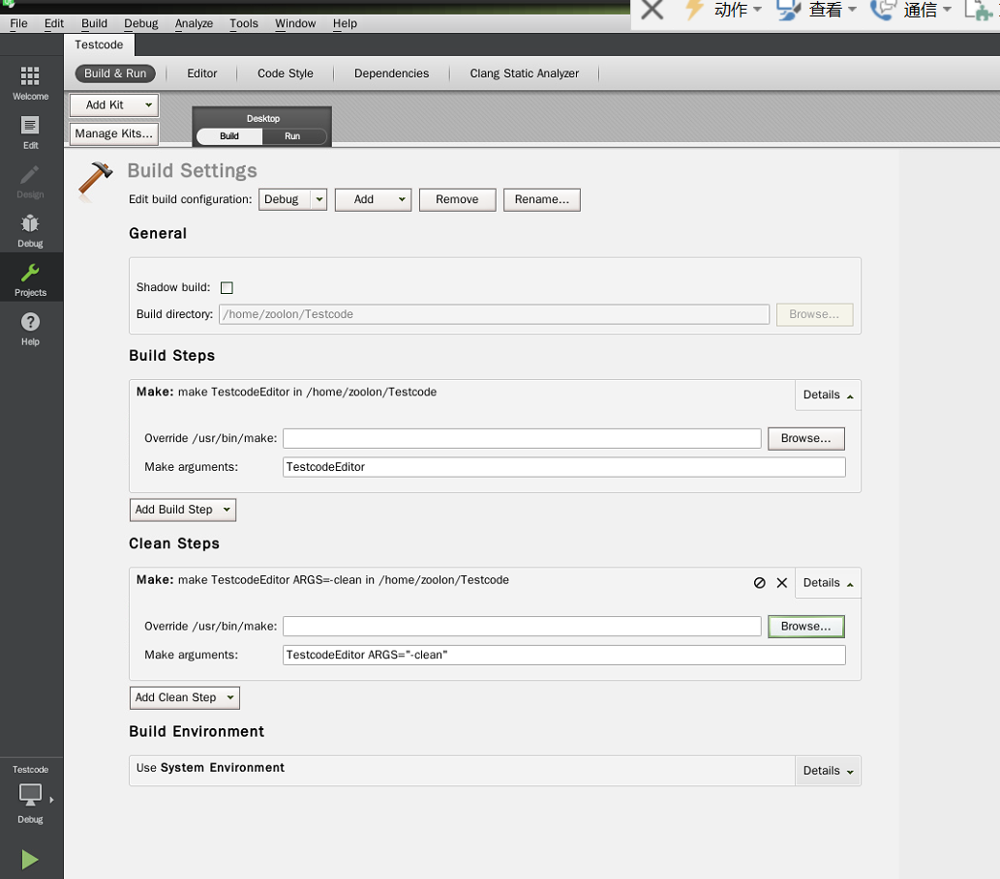 动作 查看 通信
File Edit Build Debug Analyze Tools Window Help
Testcode
Build & Run Editor Code Style Dependencies Clang Static Analyzer
Welcome
Edit
Design
Debug
Projects
Help
Add Kit
Manage Kits...
Desktop
Build Run
Build Settings
Edit build configuration: Debug Add Remove Rename...
General
Shadow build:
Build directory: /home/zoolon/Testcode Browse...
Build Steps
Make: make TestcodeEditor in /home/zoolon/Testcode Details
Override /usr/bin/make: Browse...
Make arguments: TestcodeEditor
Add Build Step
Clean Steps
Make: make TestcodeEditor ARGS=-clean in /home/zoolon/Testcode Details
Override /usr/bin/make: Browse...
Make arguments: TestcodeEditor ARGS="-clean"
Add Clean Step
Build Environment
Use System Environment Details
Testcode
Debug